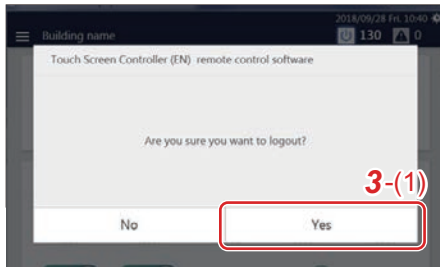 2018/09/28 Fri. 10:40
Building name
130 0
Touch Screen Controller (EN) remote control software
Are you sure you want to logout?
3-(1)
No
Yes